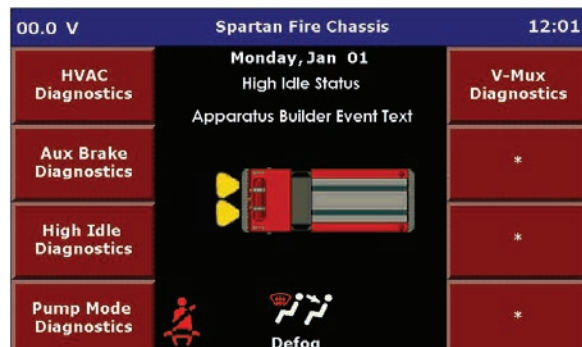 00.0 V
Spartan Fire Chassis
12:01
HVAC
Diagnostics
Monday, Jan 01
High Idle Status
Apparatus Builder Event Text
V-Mux
Diagnostics
Aux Brake
Diagnostics
*
High Idle
Diagnostics
*
Pump Mode
Diagnostics
Defog
*